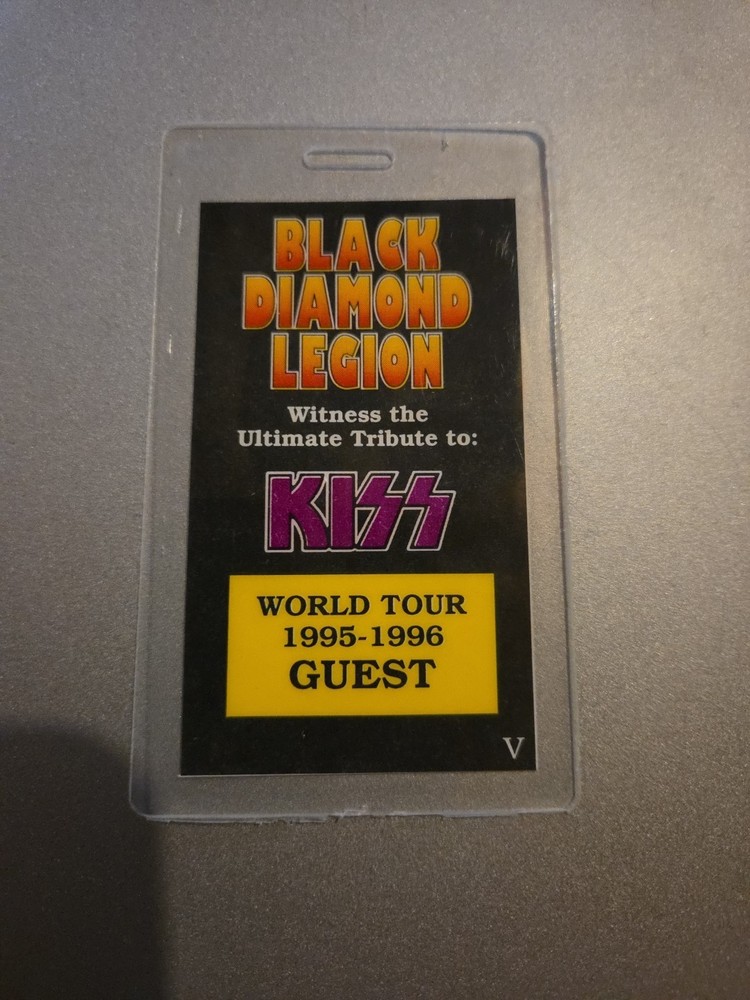 BLACK
DIAMOND
LEGION
Witness the
Ultimate Tribute to:
KISS
WORLD TOUR
1995-1996
GUEST
V